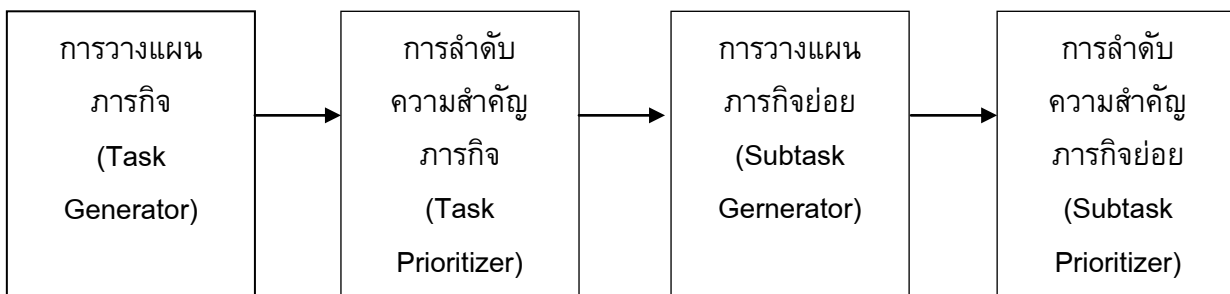 การวางแผน
ภารกิจ
(Task
Generator)
การลำดับ
ความสำคัญ
ภารกิจ
(Task
Prioritizer)
การวางแผน
ภารกิจย่อย
(Subtask
Gernerator)
การลำดับ
ความสำคัญ
ภารกิจย่อย
(Subtask
Prioritizer)